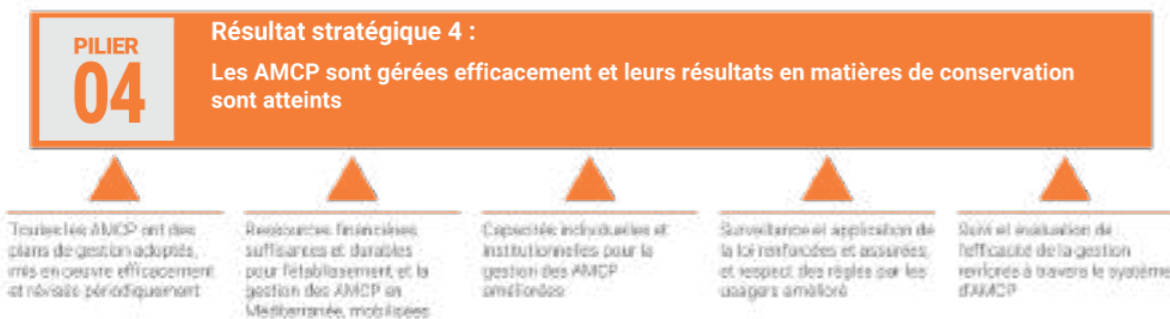 PILIER
04
Résultat stratégique 4 :
Les AMCP sont gérées efficacement et leurs résultats en matières de conservation
sont atteints
Toutes les AMCP ont des
plans de gestion adoptés,
mis en oeuvre efficacement
et révisés périodiquement
Ressources financières
suffisantes et durables
pour l'établissement et la
gestion des AMCP en
Méditerranée, mobilisées
Capacités individuelles et
institutionnelles pour la
gestion des AMCP
améliorées
Surveillance et application de
la loi renforcées et assurées,
et respect des règles par les
usagers amélioré
Suivi et évaluation de
l'efficacité de la gestion
renforcée à travers le système
d'AMCP